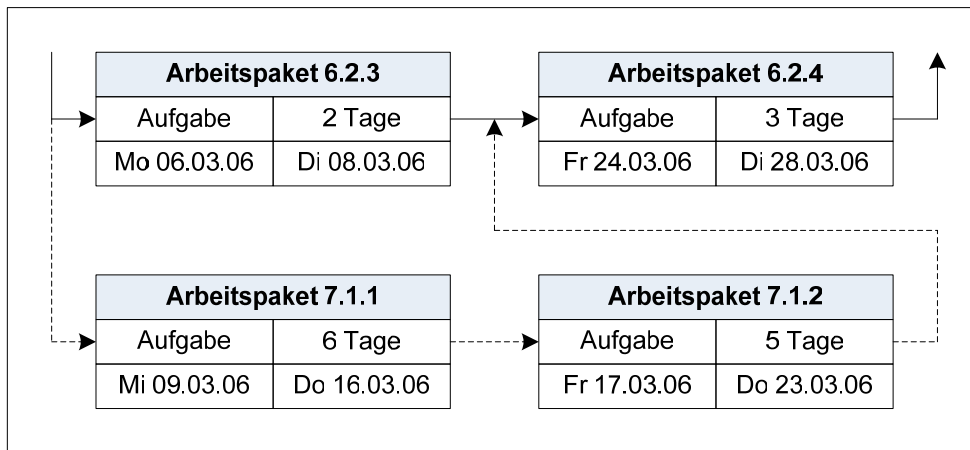 Arbeitspaket 6.2.3
Aufgabe 2 Tage
Mo 06.03.06 Di 08.03.06
Arbeitspaket 6.2.4
Aufgabe 3 Tage
Fr 24.03.06 Di 28.03.06
Arbeitspaket 7.1.1
Aufgabe 6 Tage
Mi 09.03.06 Do 16.03.06
Arbeitspaket 7.1.2
Aufgabe 5 Tage
Fr 17.03.06 Do 23.03.06